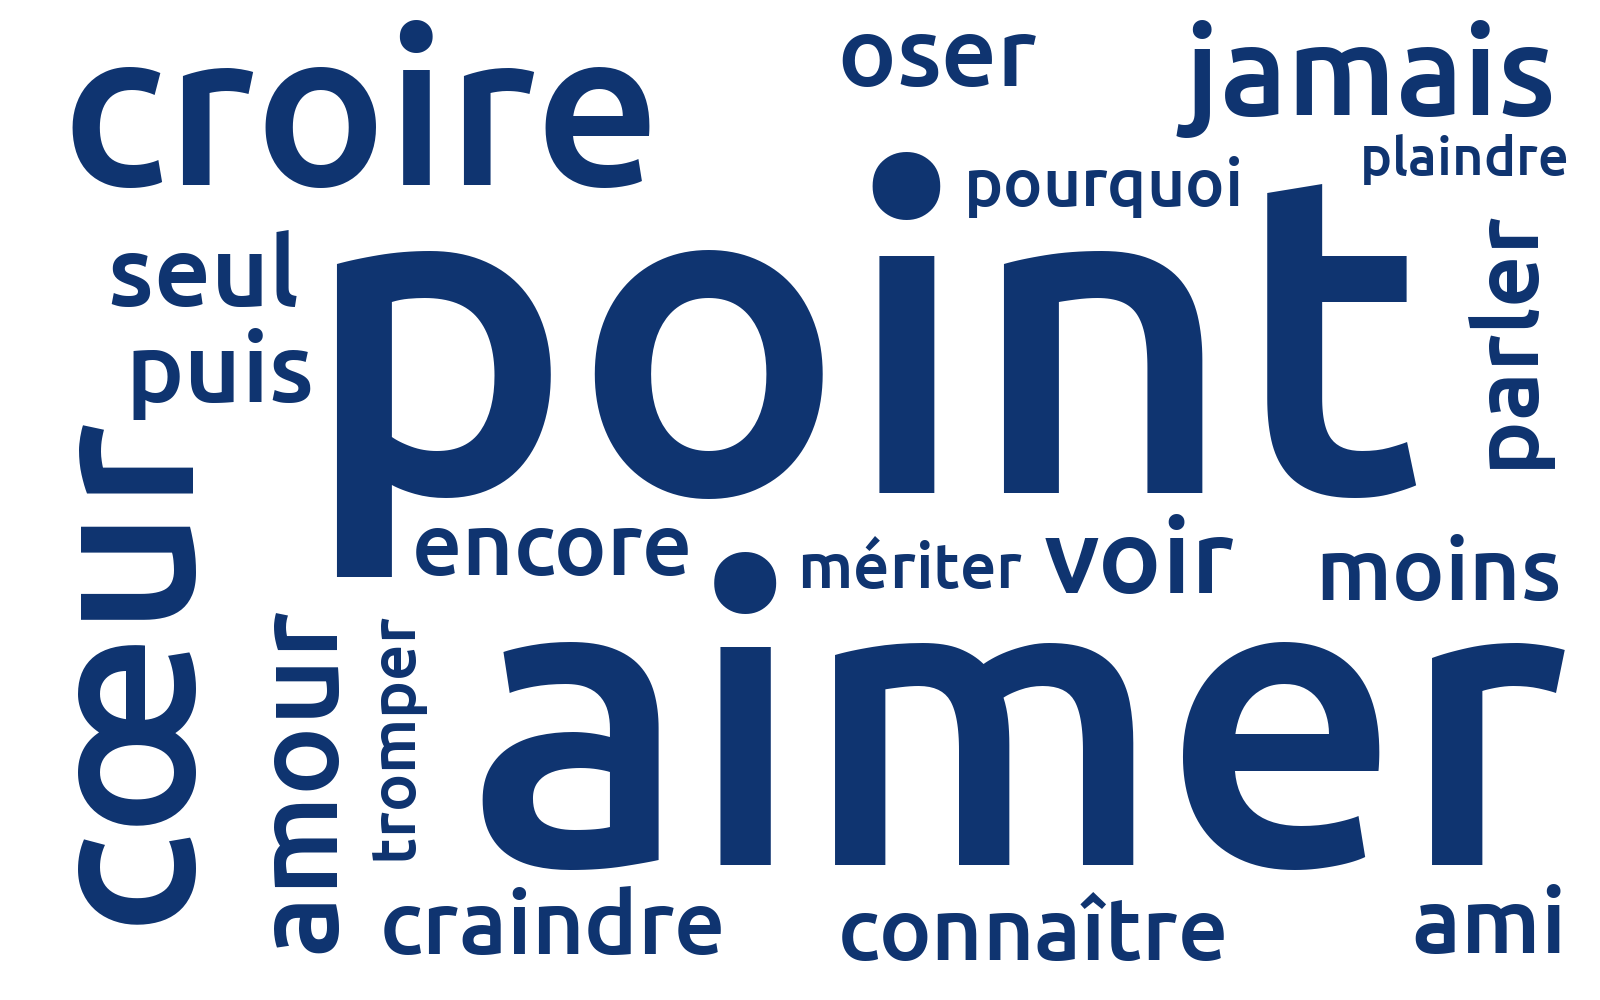 croire
oser
jamais
plaindre
pourquoi
seul
point
parler
puis
cœur
encore
mériter
voir
moins
amour
tromper
aimer
craindre
connaître
ami